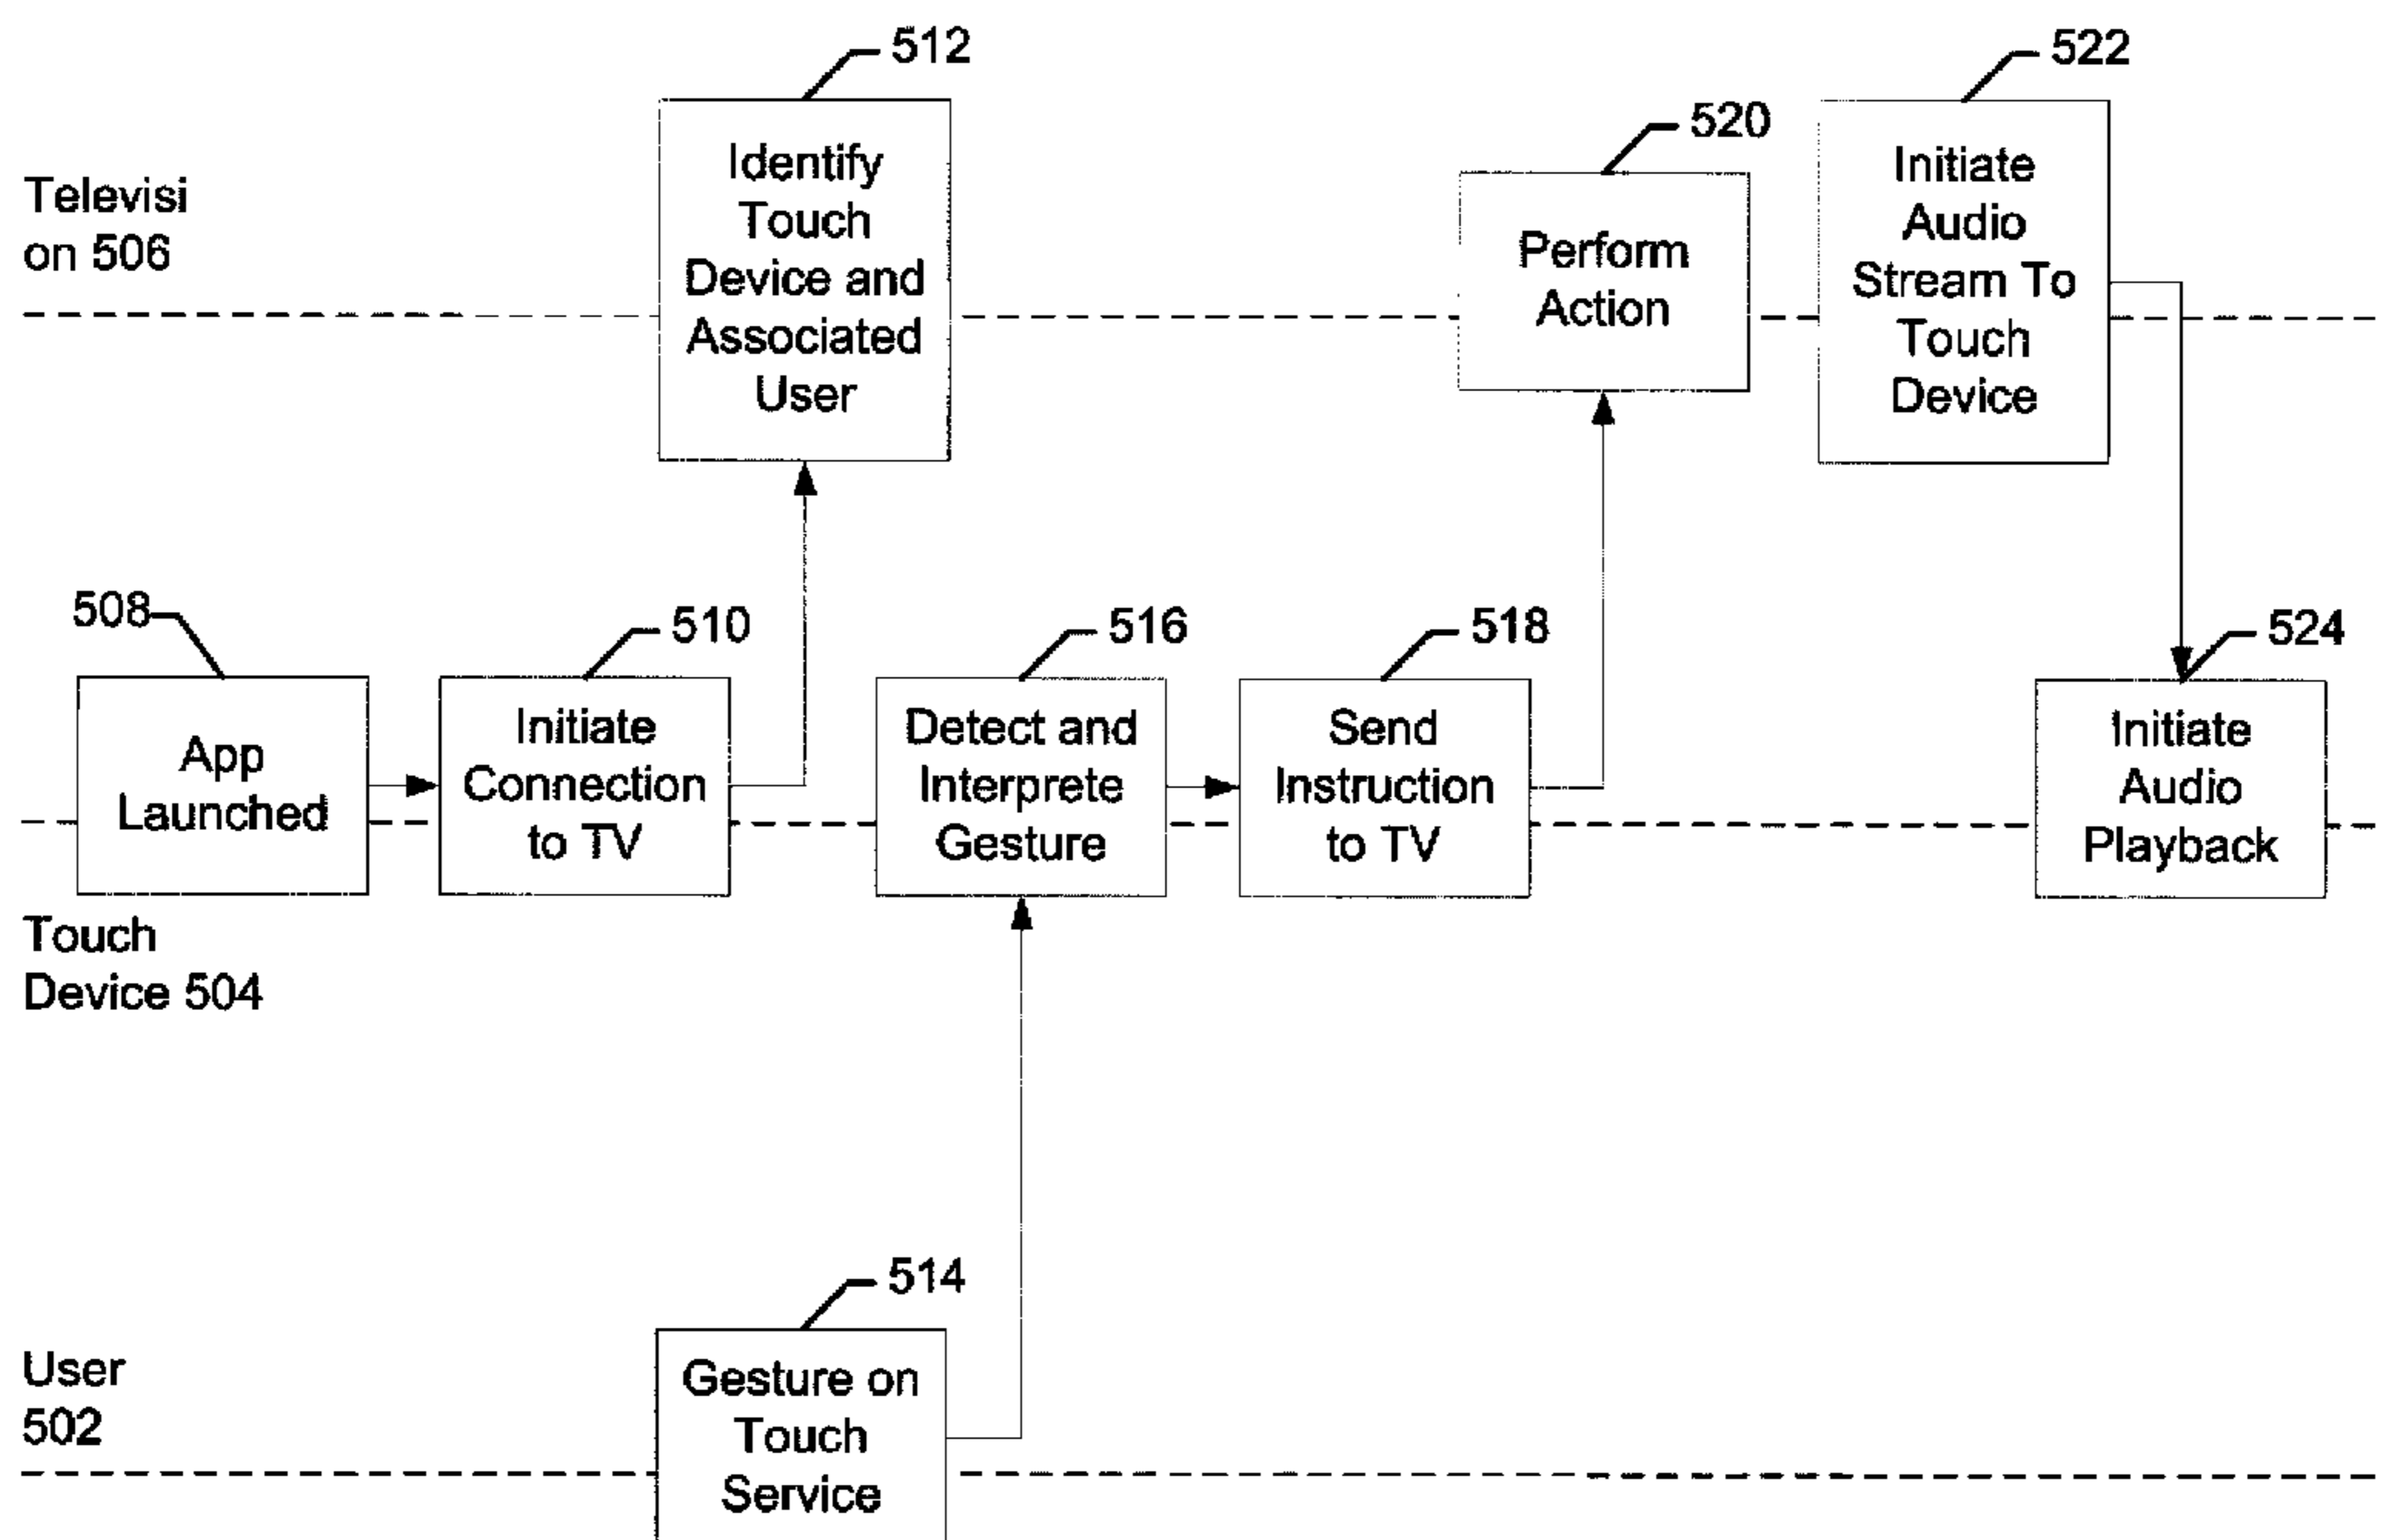 512
522
520
Identify
Touch
Device and
Associated
User
Initiate
Audio
Stream To
Touch
Device
Televisi
on 506
Perform
Action
508
510
516
518
524
App
Launched
Initiate
Connection
to TV
Detect and
Interprete
Gesture
Send
Instruction
to TV
Initiate
Audio
Playback
Touch
Device 504
514
User
502
Gesture on
Touch
Service